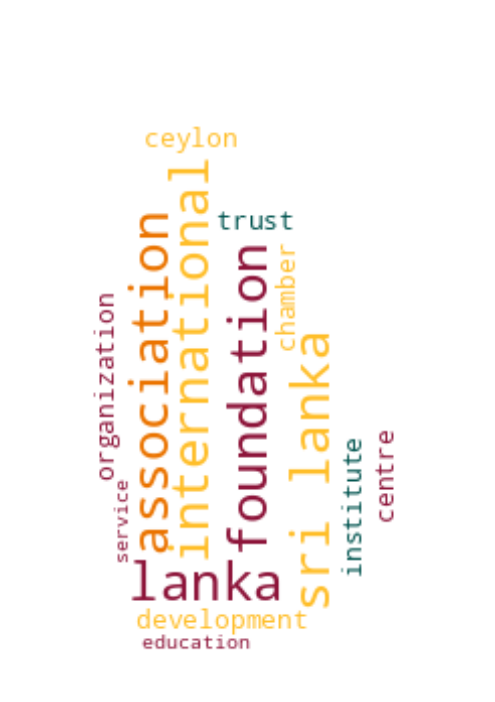 ceylon
international
trust
association
foundation
chamber
organization
sri lanka
centre
institute
service
lanka
development
education